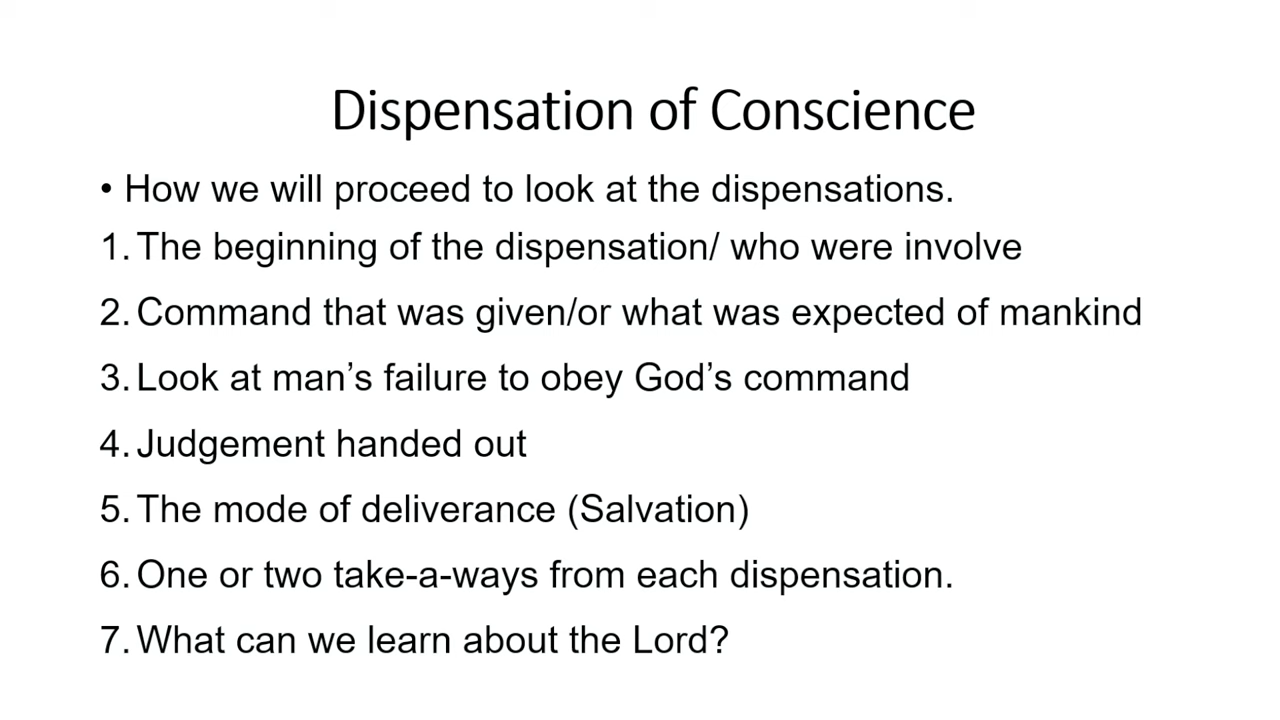 Dispensation of Conscience
• How we will proceed to look at the dispensations.
1. The beginning of the dispensation/ who were involve
2. Command that was given/or what was expected of mankind
3. Look at man’s failure to obey God’s command
4. Judgement handed out
5. The mode of deliverance (Salvation)
6. One or two take-a-ways from each dispensation.
7. What can we learn about the Lord?